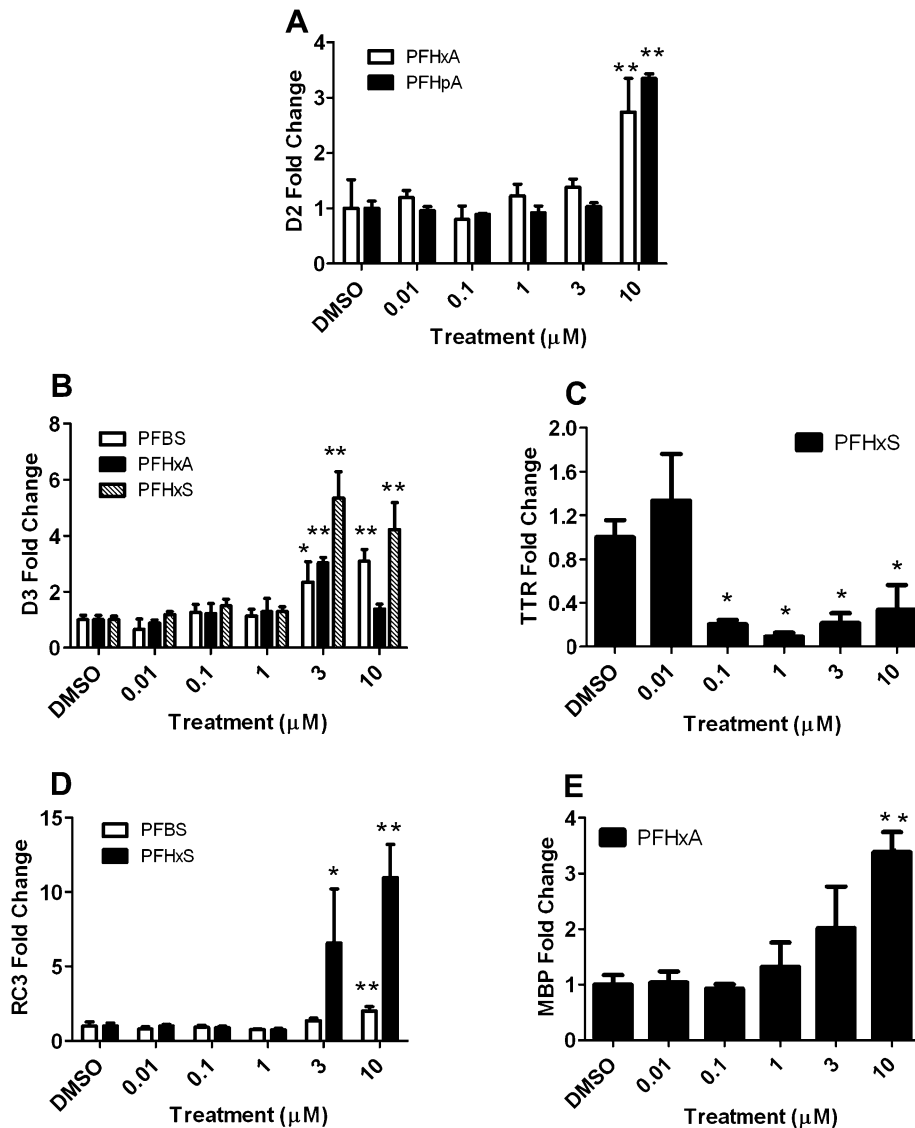 A
D2 Fold Change
4
3
2
1
0
PFHxA
PFHpA
**
**
DMSO
0.01
0.1
1
3
10
Treatment (μM)
B
D3 Fold Change
8
6
4
2
0
PFBS
PFHxA
PFHxS
*
**
**
**
**
DMSO
0.01
0.1
1
3
10
Treatment (μM)
C
TTR Fold Change
2.0
1.6
1.2
0.8
0.4
0
PFHxS
*
*
*
*
DMSO
0.01
0.1
1
3
10
Treatment (μM)
D
RC3 Fold Change
15
10
5
0
PFBS
PFHxS
*
**
**
DMSO
0.01
0.1
1
3
10
Treatment (μM)
E
MBP Fold Change
4
3
2
1
0
PFHxA
**
DMSO
0.01
0.1
1
3
10
Treatment (μM)